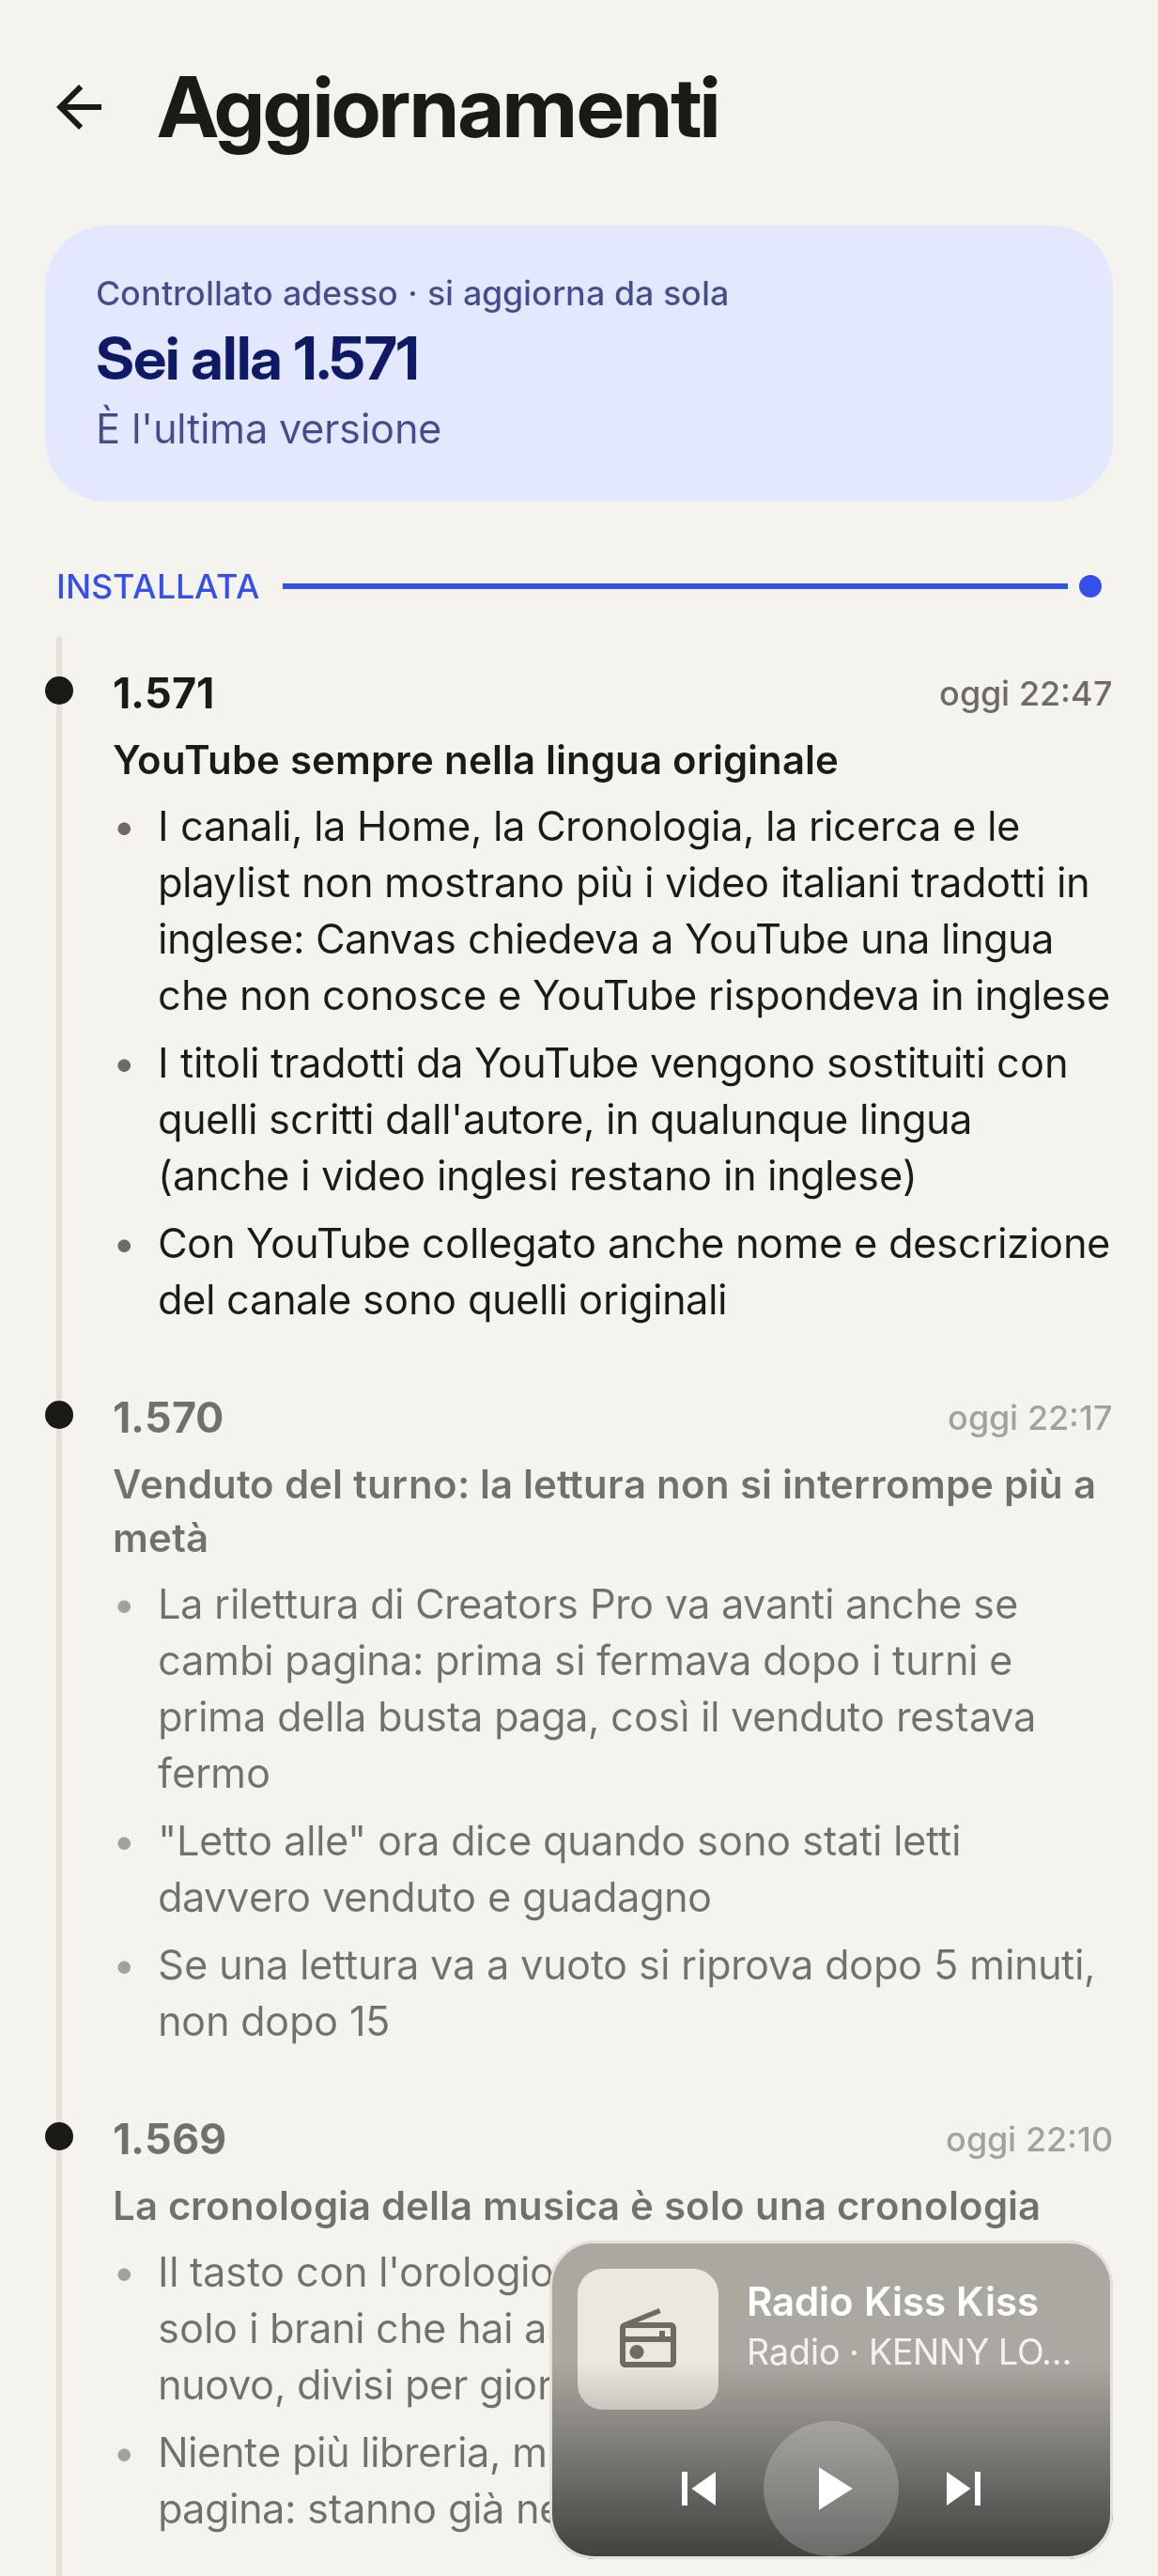 Aggiornamenti
Controllato adesso · si aggiorna da sola
Sei alla 1.571
È l'ultima versione
INSTALLATA
1.571
oggi 22:47
YouTube sempre nella lingua originale
• I canali, la Home, la Cronologia, la ricerca e le
playlist non mostrano più i video italiani tradotti in
inglese: Canvas chiedeva a YouTube una lingua
che non conosce e YouTube rispondeva in inglese
• I titoli tradotti da YouTube vengono sostituiti con
quelli scritti dall'autore, in qualunque lingua
(anche i video inglesi restano in inglese)
• Con YouTube collegato anche nome e descrizione
del canale sono quelli originali
1.570
oggi 22:17
Venduto del turno: la lettura non si interrompe più a
metà
• La rilettura di Creators Pro va avanti anche se
cambi pagina: prima si fermava dopo i turni e
prima della busta paga, così il venduto restava
fermo
• "Letto alle" ora dice quando sono stati letti
davvero venduto e guadagno
• Se una lettura va a vuoto si riprova dopo 5 minuti,
non dopo 15
1.569
oggi 22:10
La cronologia della musica è solo una cronologia
• Il tasto con l'orologio
solo i brani che hai
nuovo, divisi per
• Niente più libreria,
pagina: stanno già
Radio Kiss Kiss
Radio · KENNY LO...